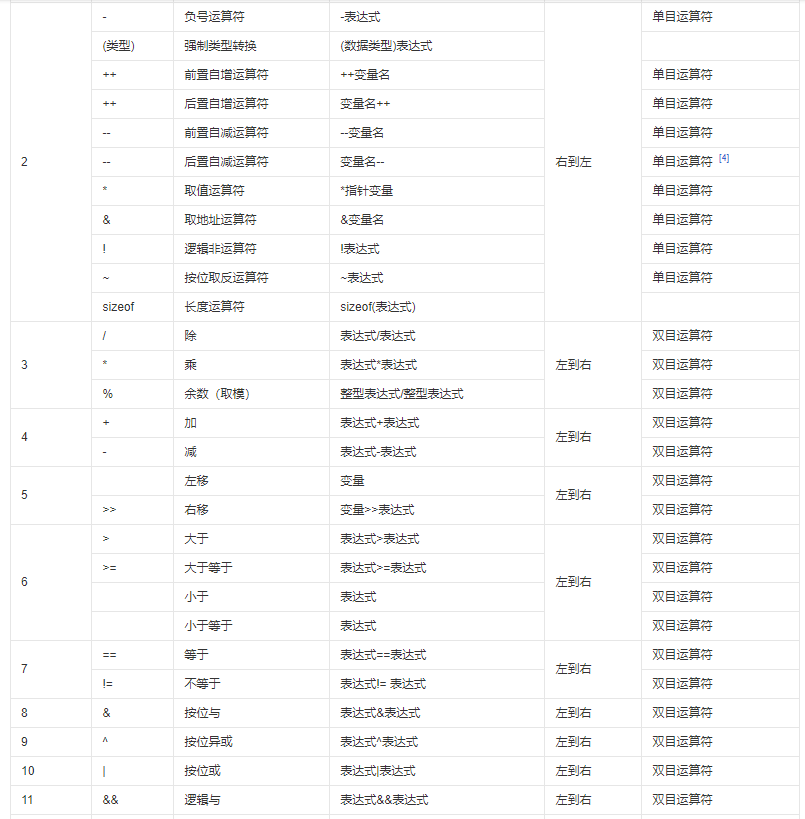 - 负号运算符 -表达式 单目运算符
(类型) 强制类型转换 (数据类型)表达式
++ 前置自增运算符 ++变量名 单目运算符
++ 后置自增运算符 变量名++ 单目运算符
-- 前置自减运算符 --变量名 单目运算符
2 -- 后置自减运算符 变量名-- 右到左 单目运算符 [4]
* 取值运算符 *指针变量 单目运算符
& 取地址运算符 &变量名 单目运算符
! 逻辑非运算符 !表达式 单目运算符
~ 按位取反运算符 ~表达式 单目运算符
sizeof 长度运算符 sizeof(表达式)
/ 除 表达式/表达式 双目运算符
3 * 乘 表达式*表达式 左到右 双目运算符
% 余数（取模） 整型表达式/整型表达式 双目运算符
4 + 加 表达式+表达式 左到右 双目运算符
- 减 表达式-表达式 双目运算符
5 左移 变量 左到右 双目运算符
>> 右移 变量>>表达式 双目运算符
> 大于 表达式>表达式 双目运算符
6 >= 大于等于 表达式>=表达式 左到右 双目运算符
小于 表达式 双目运算符
小于等于 表达式 双目运算符
7 == 等于 表达式==表达式 左到右 双目运算符
!= 不等于 表达式!= 表达式 双目运算符
8 & 按位与 表达式&表达式 左到右 双目运算符
9 ^ 按位异或 表达式^表达式 左到右 双目运算符
10 | 按位或 表达式|表达式 左到右 双目运算符
11 && 逻辑与 表达式&&表达式 左到右 双目运算符